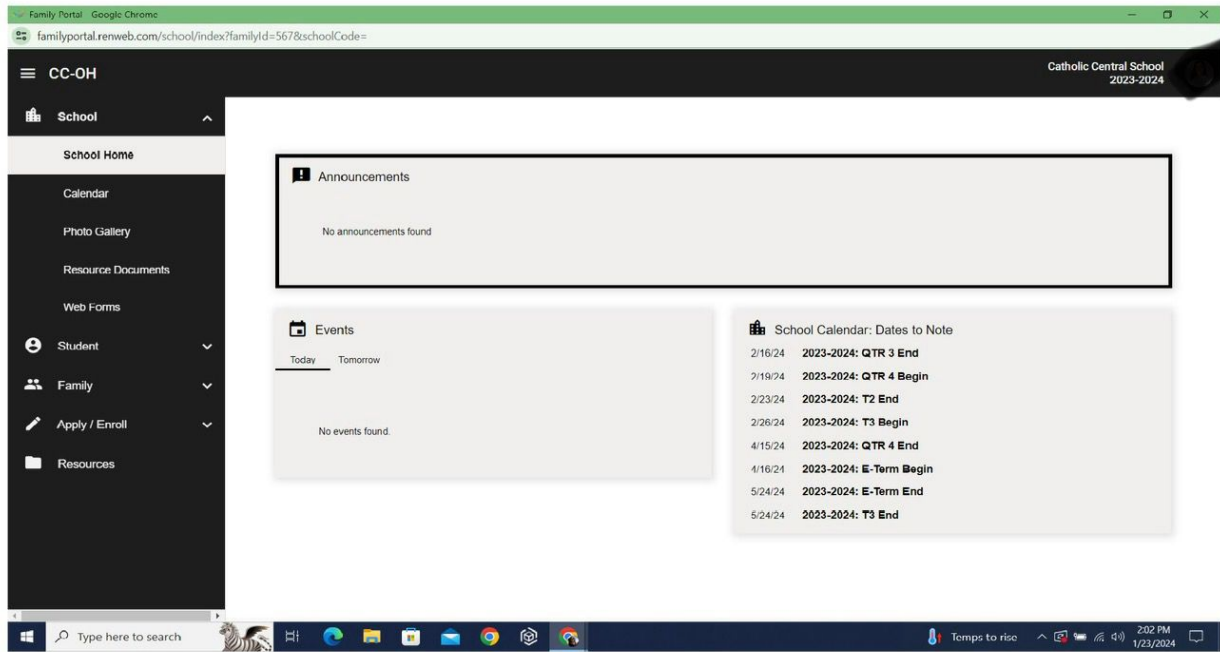 Family Portal - Google Chrome
familyportal.renweb.com/school/index?familyId=567&schoolCode=
CC-OH
Catholic Central School
2023-2024
School
School Home
Calendar
Photo Gallery
Resource Documents
Web Forms
Student
Family
Apply / Enroll
Resources
Announcements
No announcements found
Events
Today Tomorrow
No events found.
School Calendar: Dates to Note
2/16/24 2023-2024: QTR 3 End
2/19/24 2023-2024: QTR 4 Begin
2/23/24 2023-2024: T2 End
2/26/24 2023-2024: T3 Begin
4/15/24 2023-2024: QTR 4 End
4/16/24 2023-2024: E-Term Begin
5/24/24 2023-2024: E-Term End
5/24/24 2023-2024: T3 End
Type here to search
Temps to rise
2:02 PM
1/23/2024